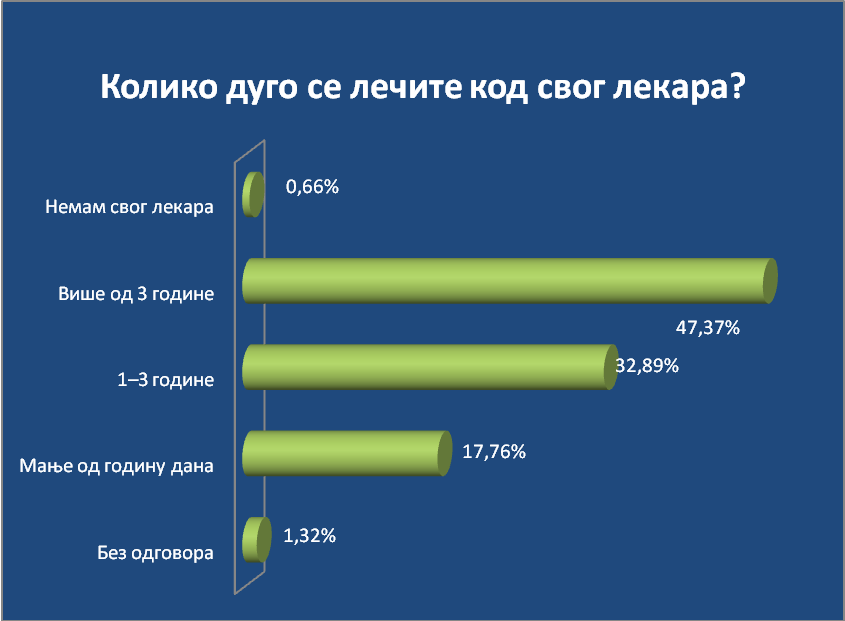 Колико дуго се лечите код свог лекара?
Немам свог лекара
0,66%
Више од 3 године
47,37%
1–3 године
32,89%
Мање од годину дана
17,76%
Без одговора
1,32%